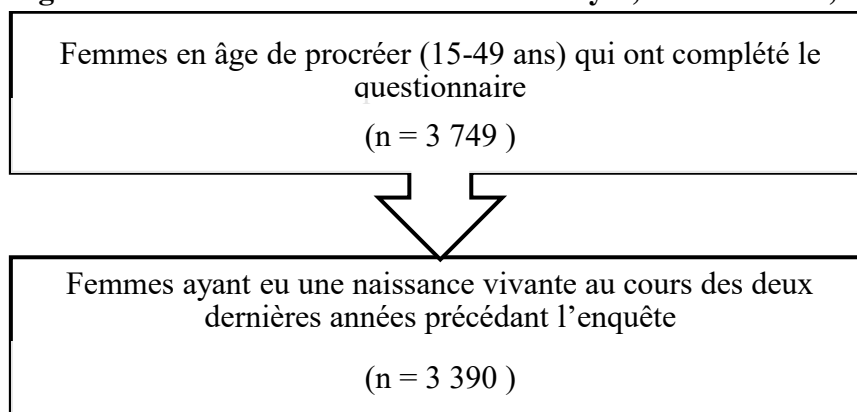 Femmes en âge de procréer (15-49 ans) qui ont complété le
questionnaire
(n = 3 749 )
Femmes ayant eu une naissance vivante au cours des deux
dernières années précédant l’enquête
(n = 3 390 )